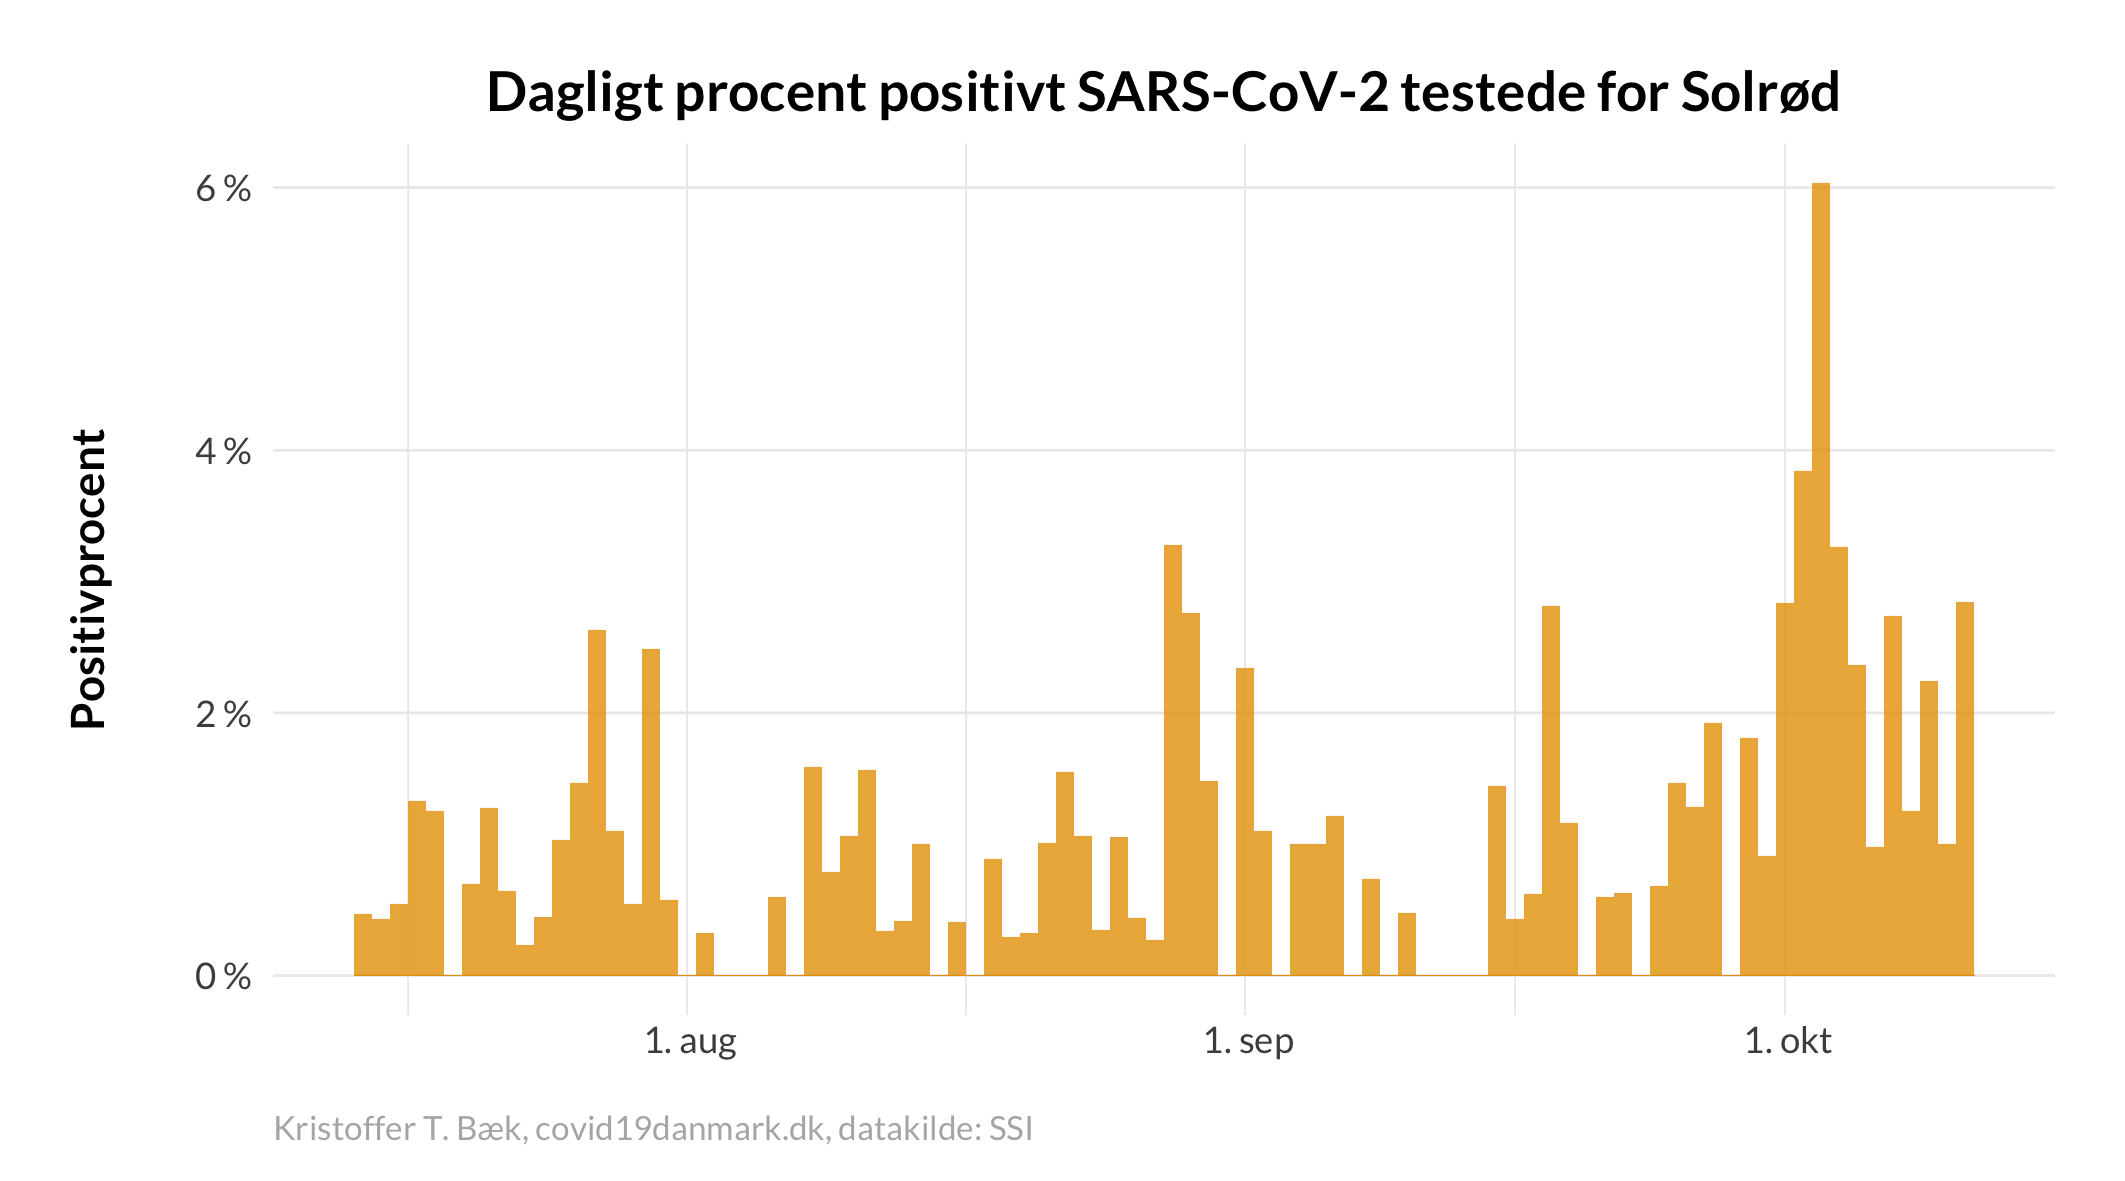 Dagligt procent positivt SARS-CoV-2 testede for Solrød
Positivprocent
6 %
4 %
2 %
0 %
1. aug
1. sep
1. okt
Kristoffer T. Bæk, covid19danmark.dk, datakilde: SSI